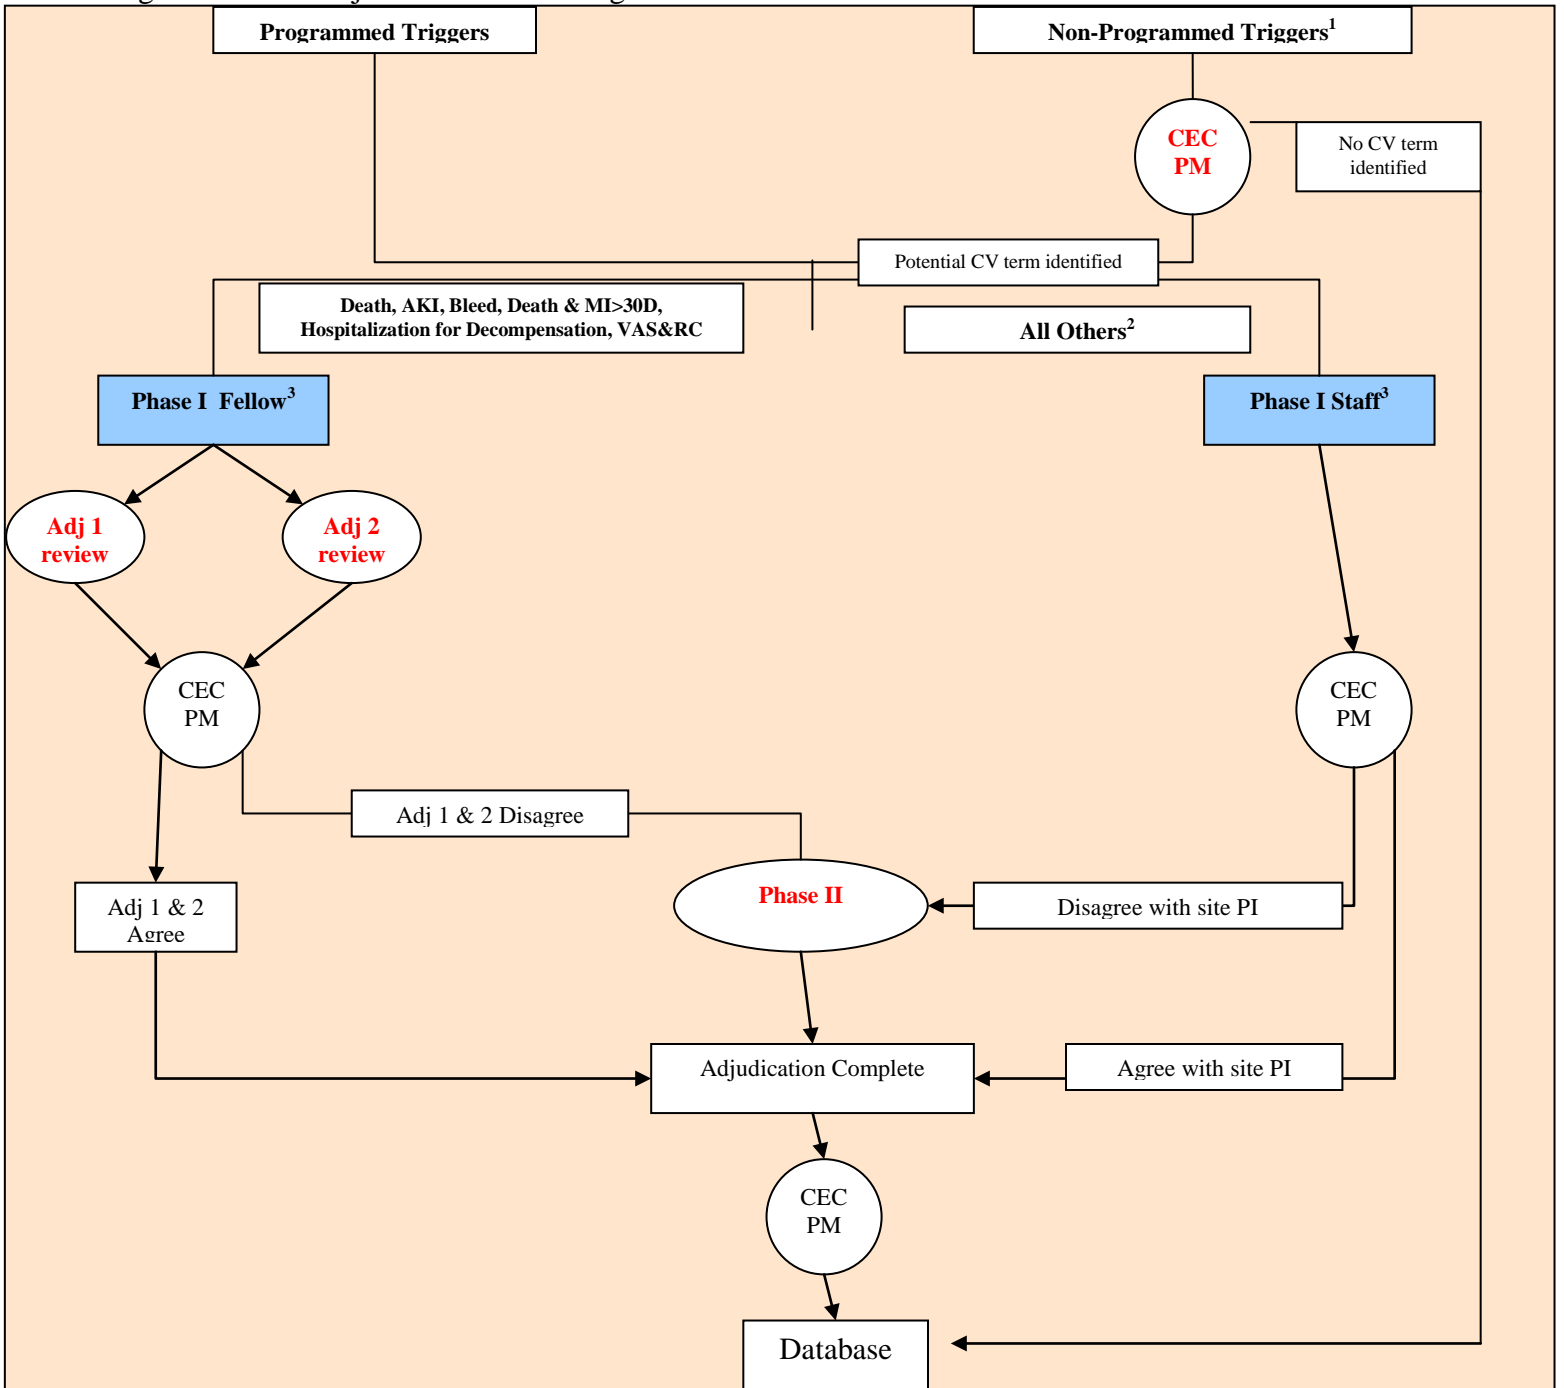 Programmed Triggers
Non-Programmed Triggers1
CEC
PM
No CV term
identified
Potential CV term identified
Death, AKI, Bleed, Death & MI>30D,
Hospitalization for Decompensation, VAS&RC
All Others2
Phase I  Fellow3
Phase I Staff3
Adj 1
review
Adj 2
review
CEC
PM
CEC
PM
Adj 1 & 2 Disagree
Phase II
Disagree with site PI
Adj 1 & 2
Agree
Adjudication Complete
Agree with site PI
CEC
PM
Database